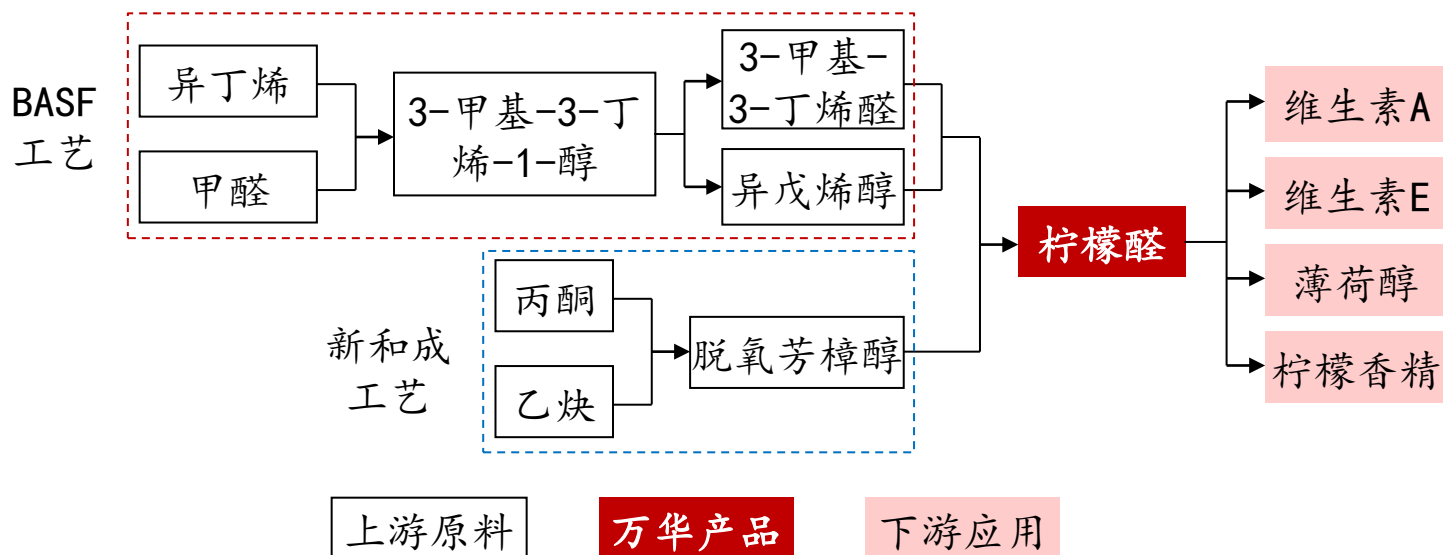 BASF
工艺
异丁烯
甲醛
3-甲基-3-丁
烯-1-醇
3-甲基-
3-丁烯醛
异戊烯醇
新和成
工艺
丙酮
乙炔
脱氧芳樟醇
柠檬醛
维生素A
维生素E
薄荷醇
柠檬香精
上游原料
万华产品
下游应用